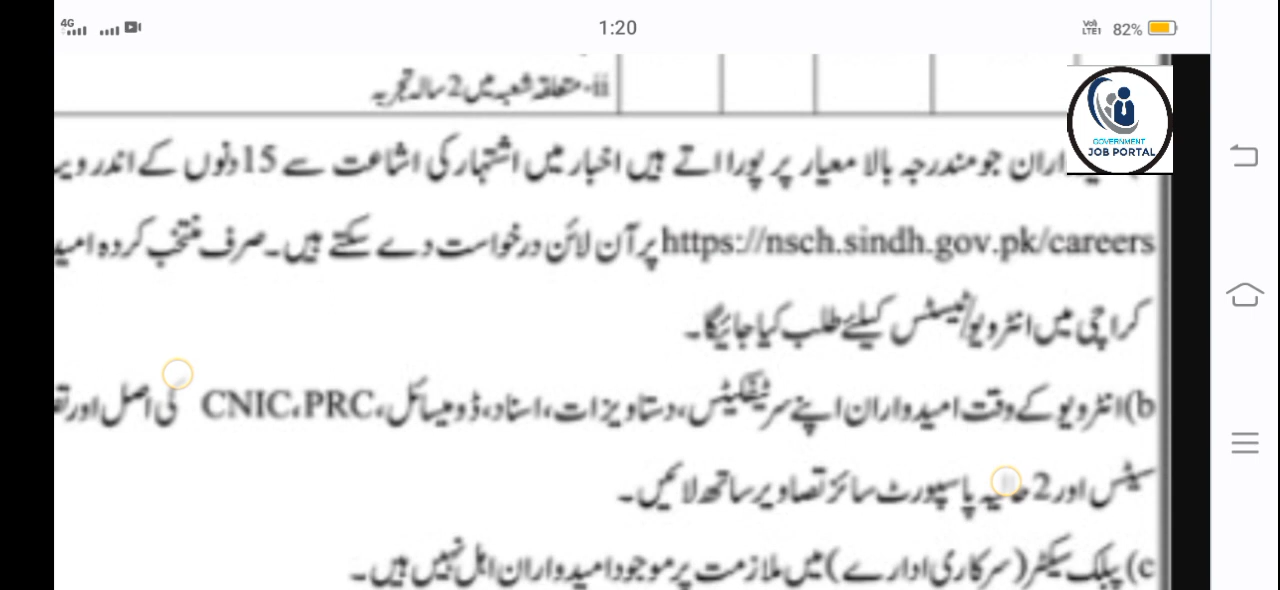 4G
1:20
VoLTE1 82%
ii-متعلقہ شعبہ میں 2 سالہ تجربہ
GOVERNMENT
JOB PORTAL
اران جو مندرجہ بالا معیار پر پورا اتے ہیں اخبار میں اشتہار کی اشاعت سے 15 دنوں کے اندر
https://nsch.sindh.gov.pk/careers پر آن لائن درخواست دے سکتے ہیں۔ صرف منتخب کردہ
کراچی میں انٹرویو/ٹیسٹس کیلئے طلب کیا جائیگا۔
b) انٹرویو کے وقت امیدواران اپنے سرٹیفکیٹس، دستاویزات، اسناد، ڈومیسائل، CNIC،PRC کی اصل اور
سیٹس اور 2 حالیہ پاسپورٹ سائز تصاویر ساتھ لائیں۔
c) پبلک سیکٹر (سرکاری ادارے) میں ملازمت پر موجود امیدواران اہل نہیں ہیں۔